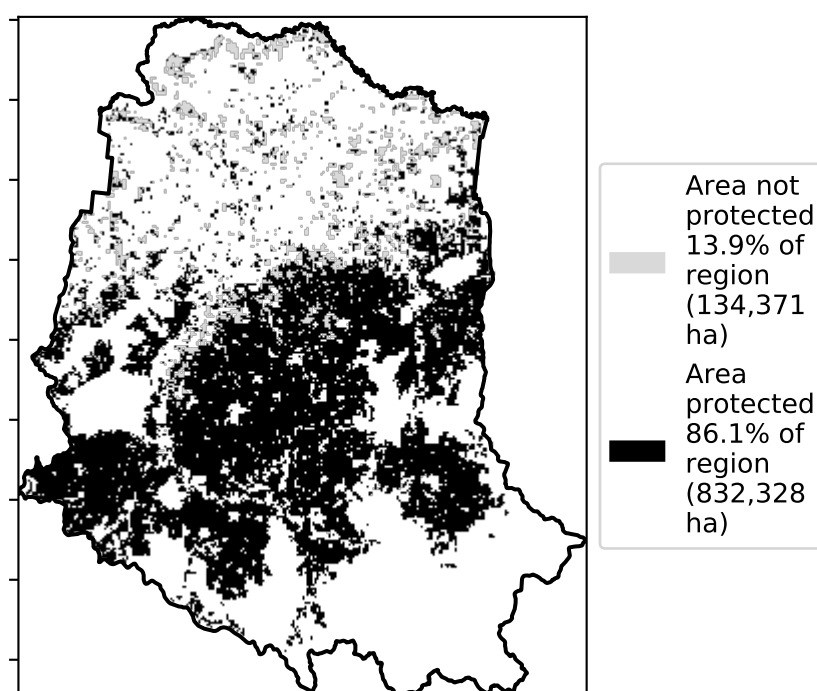 Area not
protected
13.9% of
region
(134,371
ha)
Area
protected
86.1% of
region
(832,328
ha)